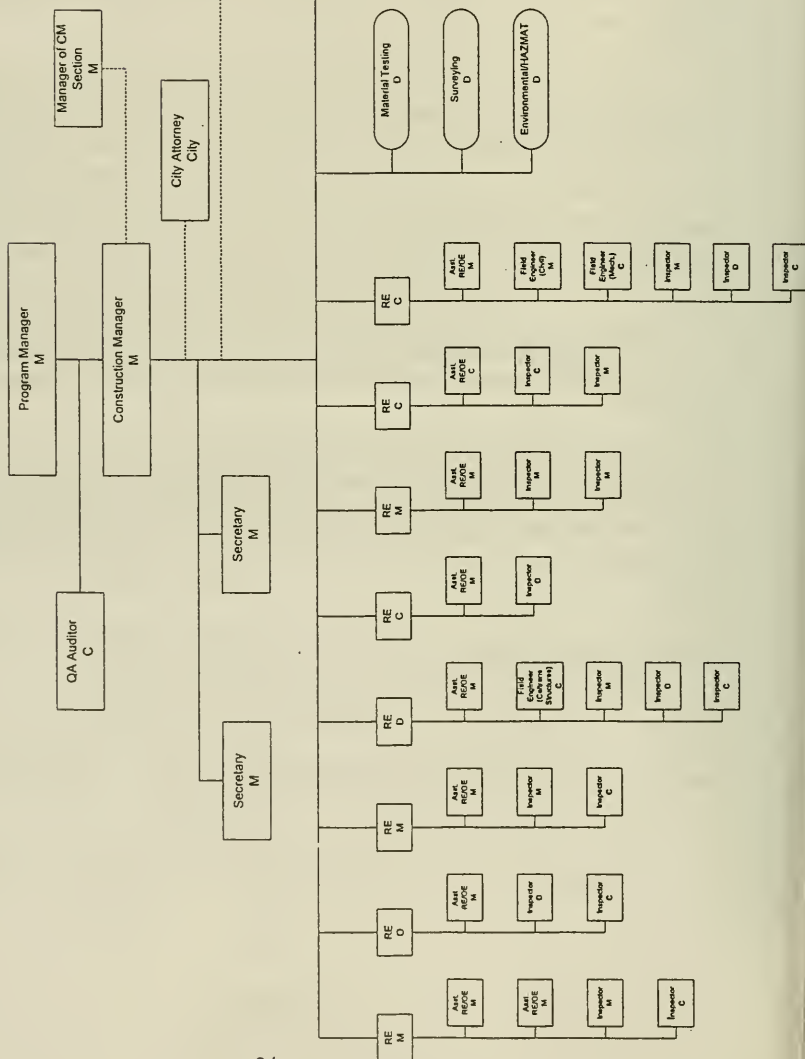 Program Manager
M
QA Auditor
C
Manager of CM
Section
M
Construction Manager
M
City Attorney
City
Secretary
M
Secretary
M
Material Testing
D
Surveying
D
Environmental/HAZMAT
D
RE
M
Asst.
RE/OE
M
Asst.
RE/OE
M
Inspector
M
Inspector
C
RE
D
Asst.
RE/OE
M
Inspector
D
Inspector
C
RE
M
Asst.
RE/OE
M
Inspector
M
Inspector
C
RE
D
Asst.
RE/OE
M
Field
Engineer
(Caltrans
Structures)
C
Inspector
M
Inspector
D
Inspector
C
RE
C
Asst.
RE/OE
M
Inspector
D
RE
M
Asst.
RE/OE
M
Inspector
M
Inspector
M
RE
C
Asst.
RE/OE
C
Inspector
C
Inspector
M
RE
C
Asst.
RE/OE
M
Field
Engineer
(Civil)
M
Field
Engineer
(Mech.)
C
Inspector
M
Inspector
D
Inspector
C